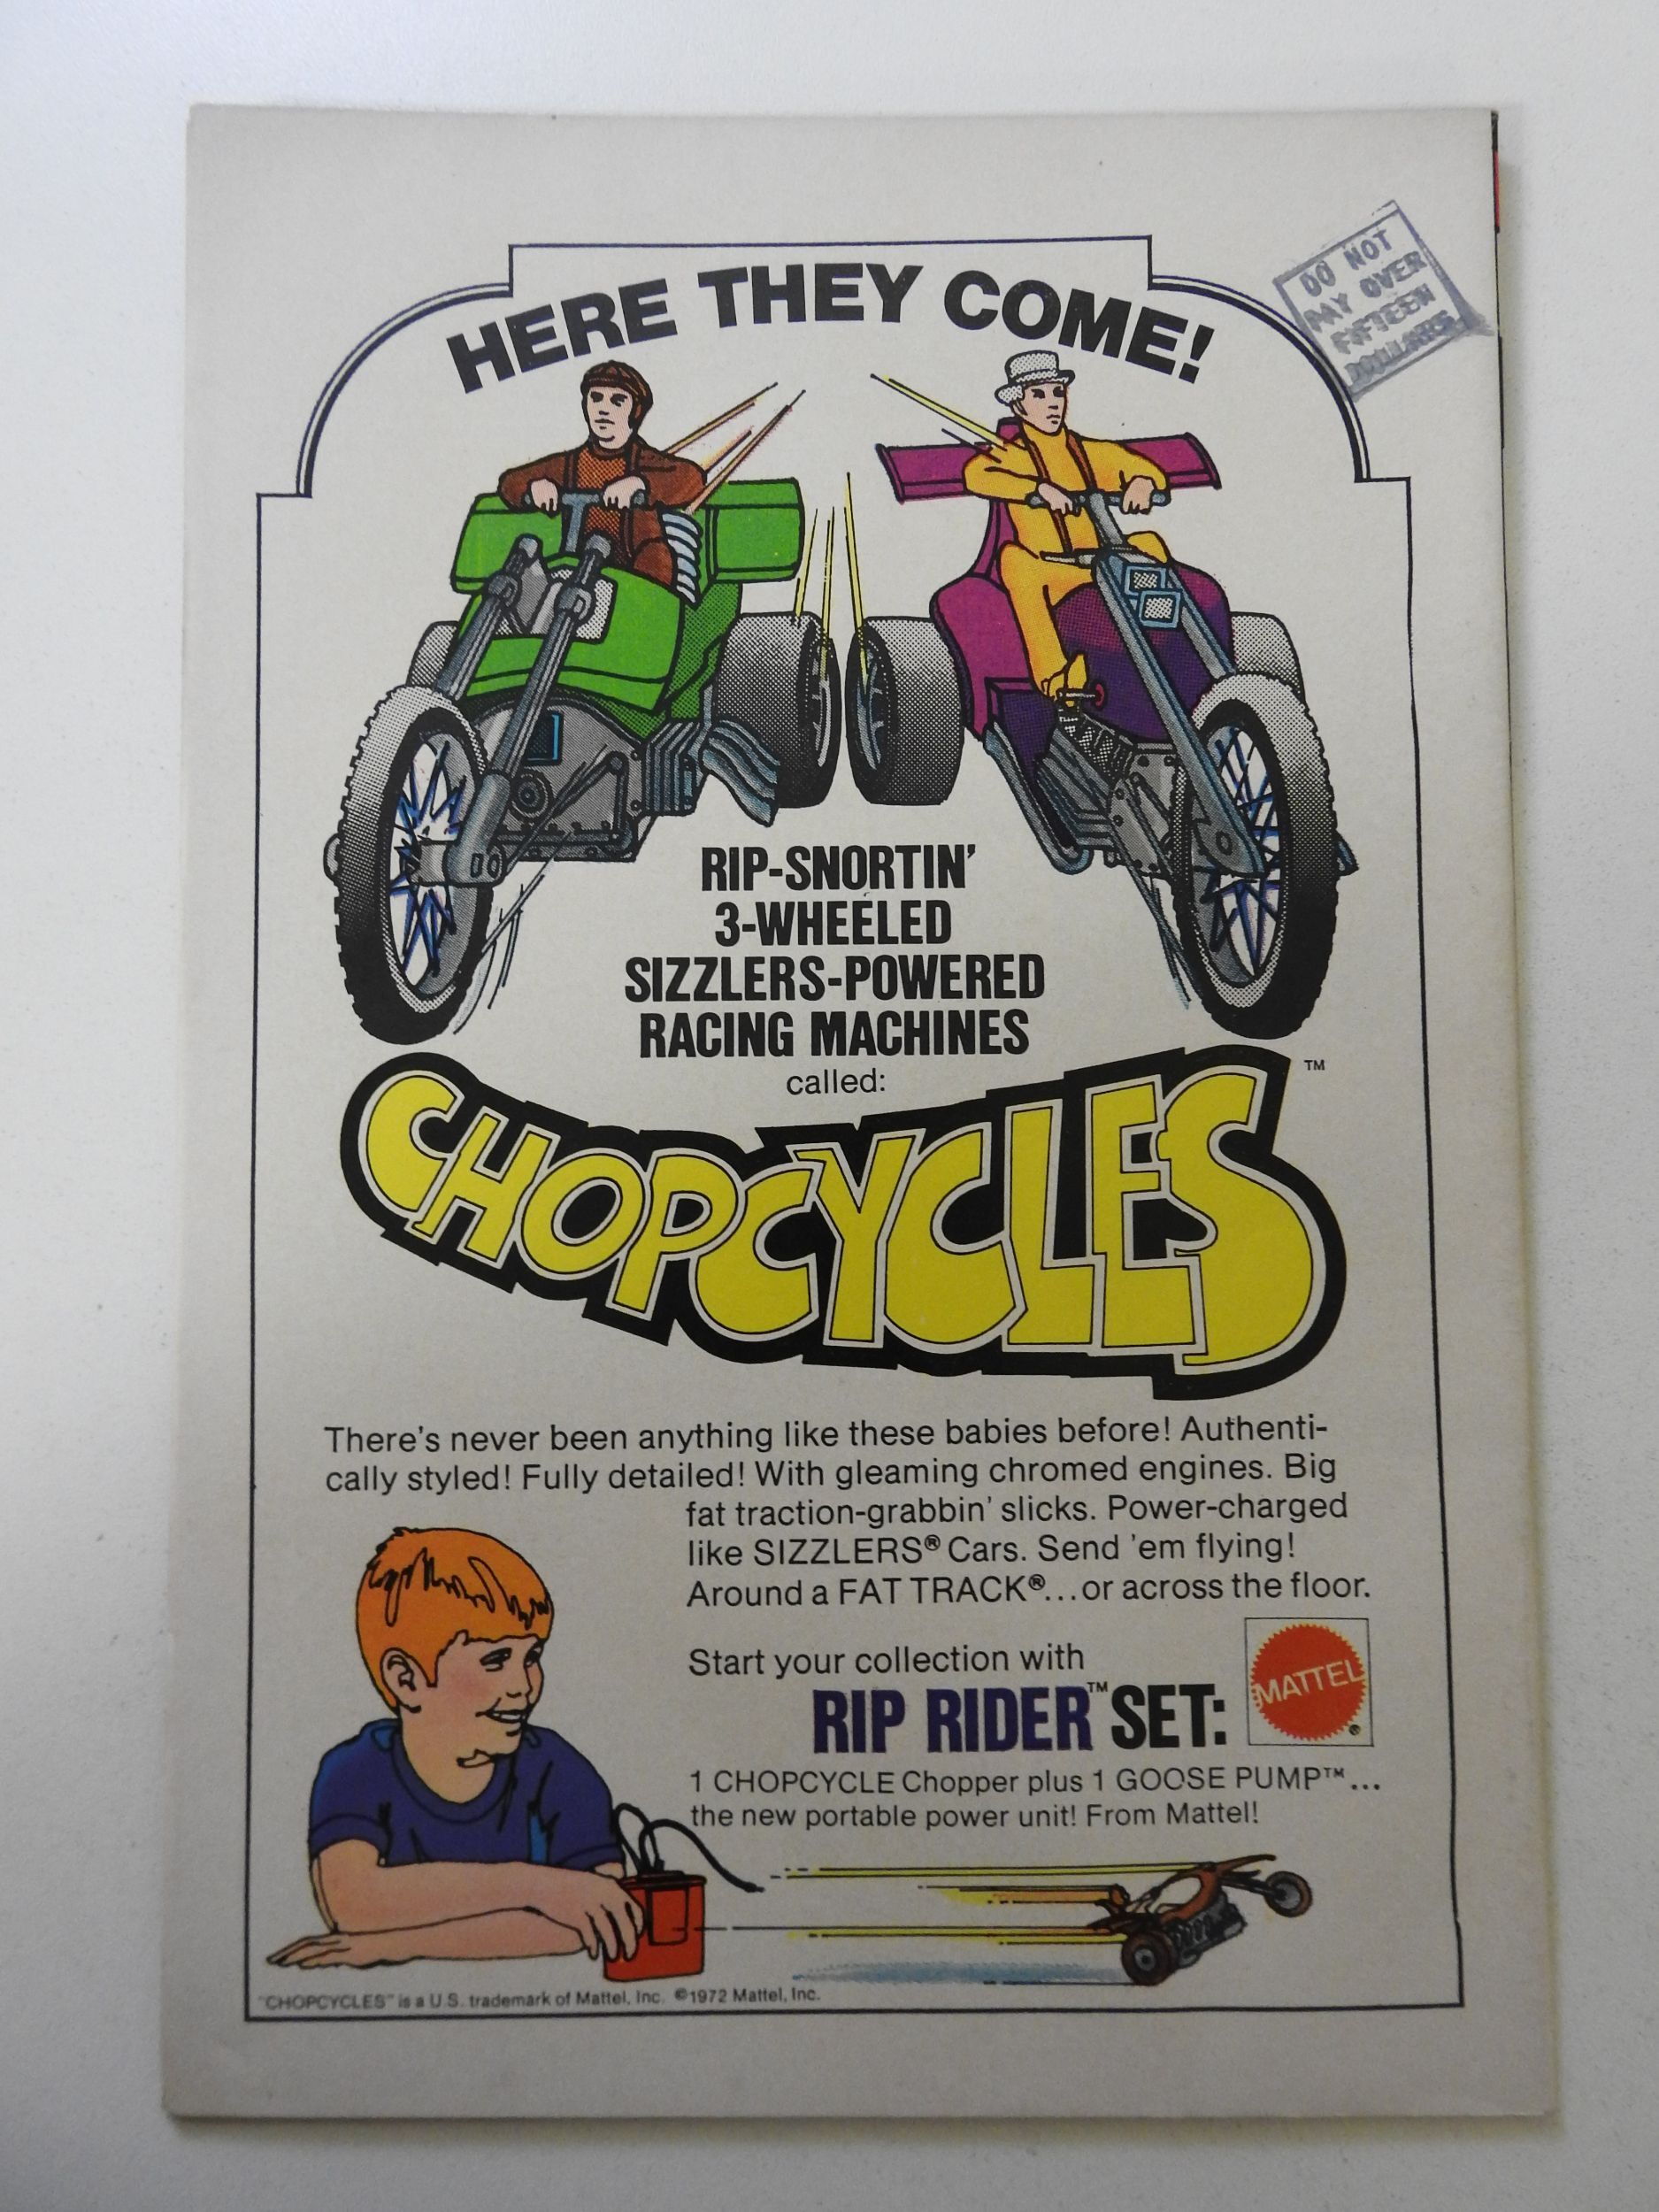 HERE THEY COME!
DO NOT
PAY OVER
FIFTEEN
DOLLARS
RIP-SNORTIN'
3-WHEELED
SIZZLERS-POWERED
RACING MACHINES
called:
CHOPCYCLES™
There's never been anything like these babies before! Authenti-
cally styled! Fully detailed! With gleaming chromed engines. Big
fat traction-grabbin' slicks. Power-charged
like SIZZLERS® Cars. Send 'em flying!
Around a FAT TRACK®...or across the floor.
Start your collection with
RIP RIDER™ SET:
MATTEL®
1 CHOPCYCLE Chopper plus 1 GOOSE PUMP™...
the new portable power unit! From Mattel!
"CHOPCYCLES" is a U.S. trademark of Mattel, Inc. ©1972 Mattel, Inc.